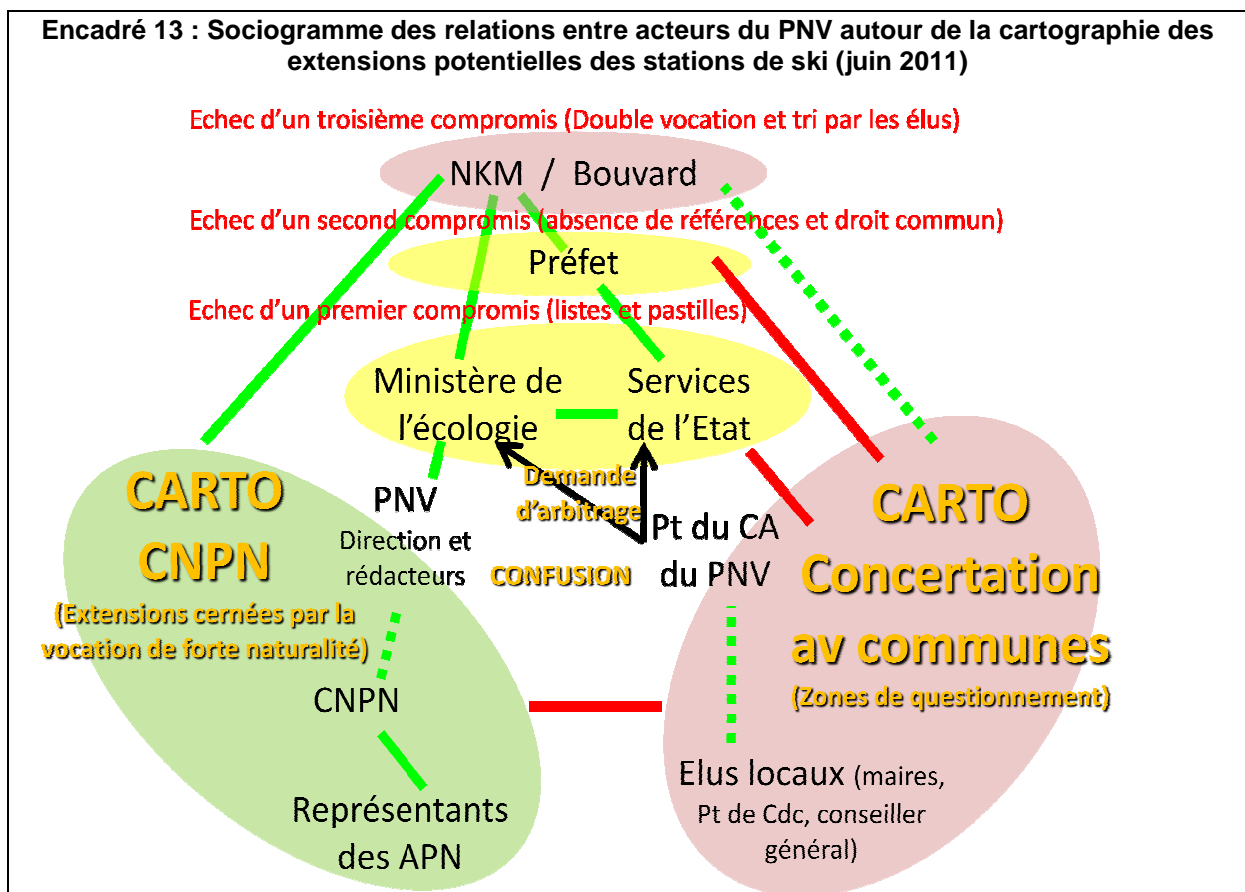 Encadré 13 : Sociogramme des relations entre acteurs du PNV autour de la cartographie des
extensions potentielles des stations de ski (juin 2011)
Echec d'un troisième compromis (Double vocation et tri par les élus)
NKM / Bouvard
Echec d'un second compromis (absence de références et droit commun)
Préfet
Echec d'un premier compromis (listes et pastilles)
Ministère de
l'écologie
Services
de l'Etat
CARTO
CNPN
(Extensions cernées par la
vocation de forte naturalité)
PNV
Direction et
rédacteurs
Demande
d'arbitrage
CONFUSION
Pt du CA
du PNV
CARTO
Concertation
av communes
(Zones de questionnement)
CNPN
Représentants
des APN
Elus locaux (maires,
Pt de Cdc, conseiller
général)